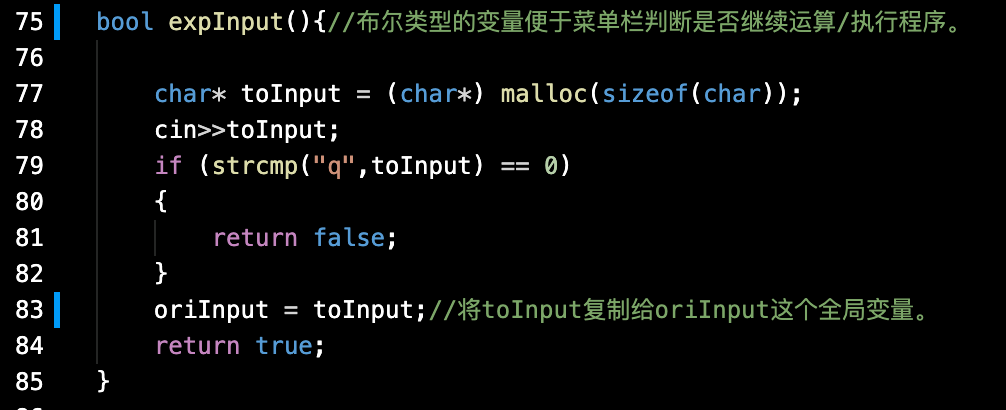 75 bool expInput(){//布尔类型的变量便于菜单栏判断是否继续运算/执行程序。
76
77 char* toInput = (char*) malloc(sizeof(char));
78 cin>>toInput;
79 if (strcmp("q",toInput) == 0)
80 {
81 return false;
82 }
83 oriInput = toInput;//将toInput复制给oriInput这个全局变量。
84 return true;
85 }